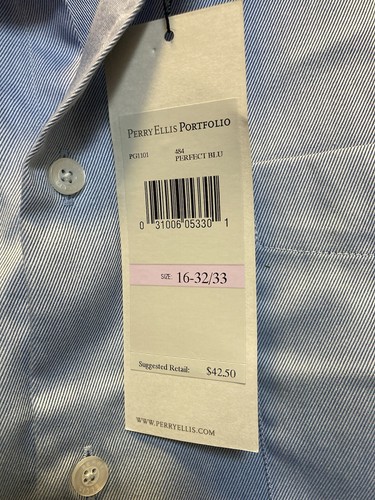 PERRY ELLIS PORTFOLIO
PG1101 484
PERFECT BLU
0 31006 05330 1
SIZE: 16-32/33
Suggested Retail: $42.50
WWW.PERRYELLIS.COM